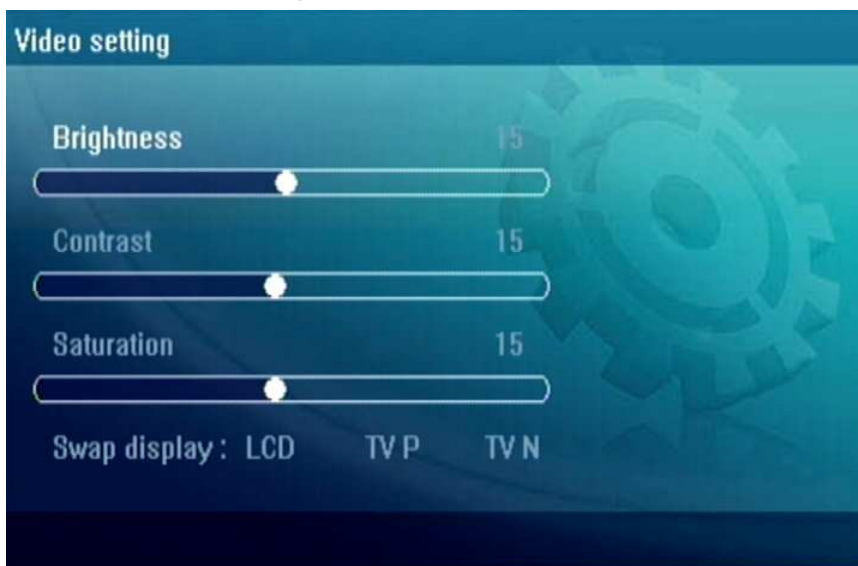 Video setting
Brightness 15
Contrast 15
Saturation 15
Swap display : LCD TV P TV N